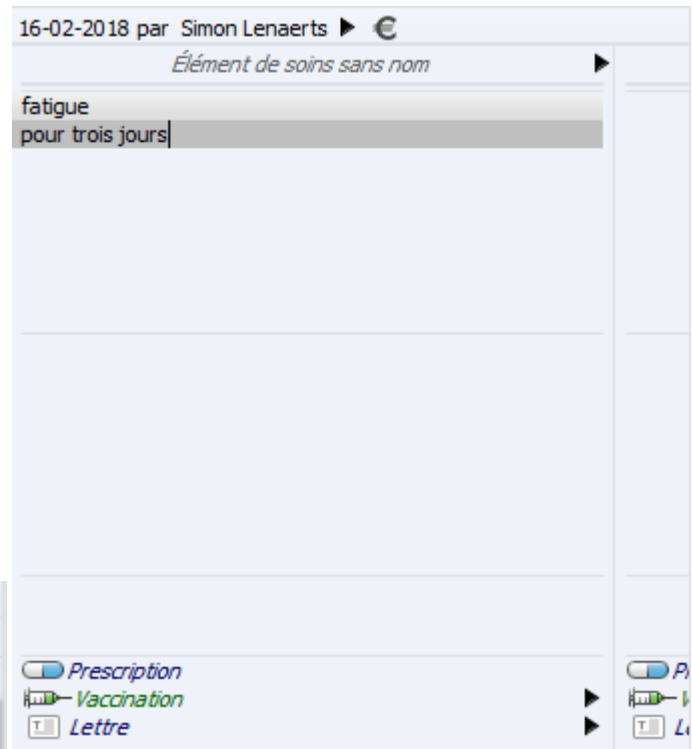 16-02-2018 par Simon Lenaerts ▶ €
Élément de soins sans nom ▶
fatigue
pour trois jours
Prescription
Vaccination ▶
T Lettre ▶